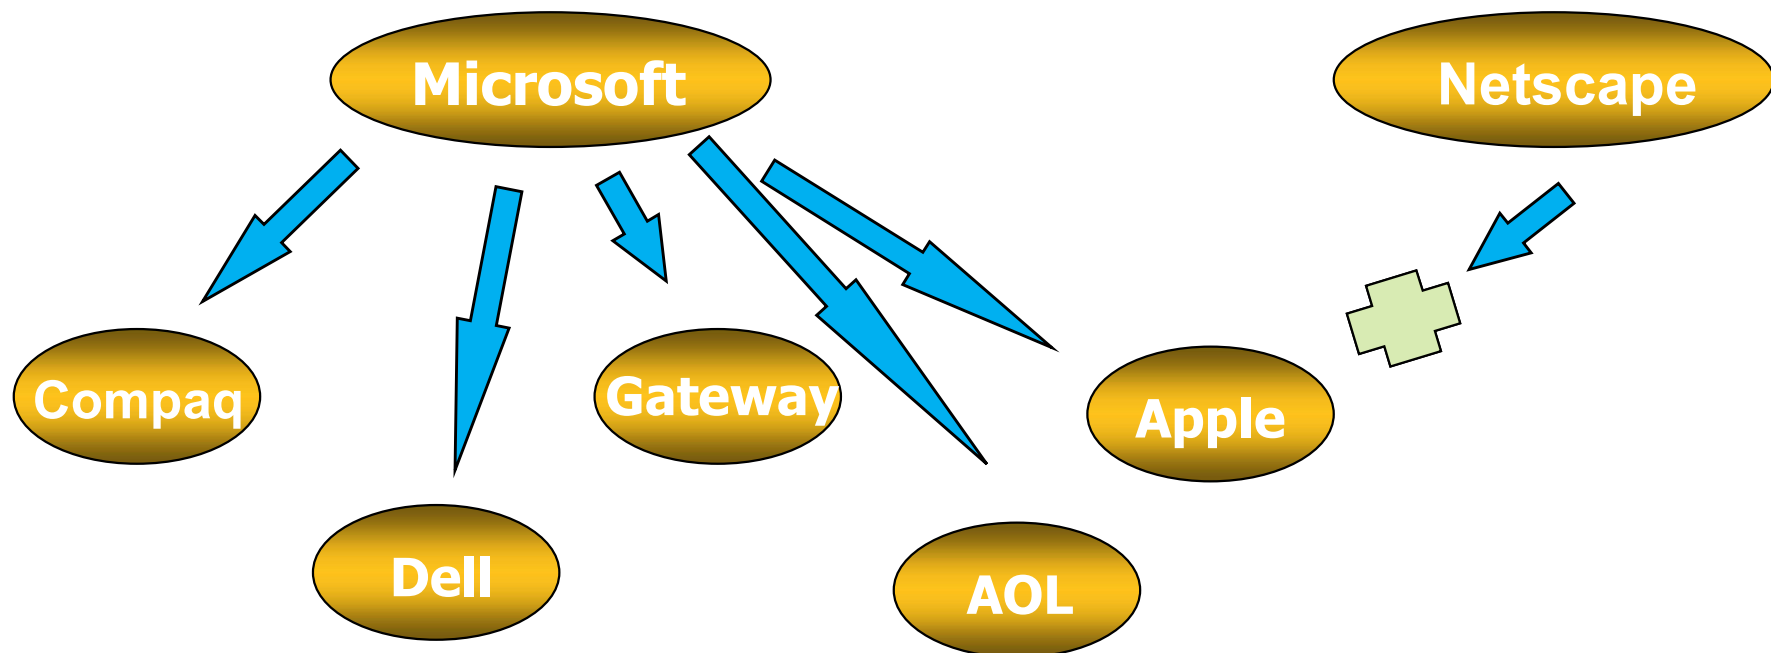 Microsoft
Netscape
Compaq
Gateway
Apple
Dell
AOL